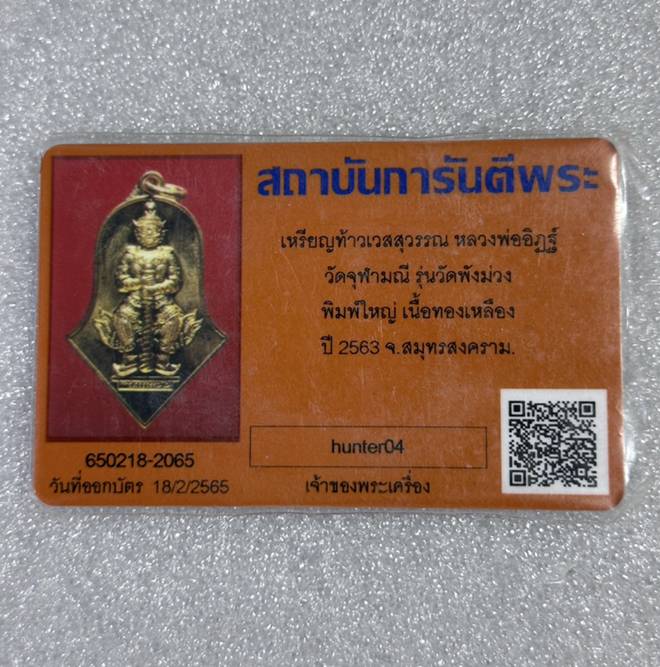 สถาบันการันตีพระ
เหรียญท้าวเวสสุวรรณ หลวงพ่ออิฏฐ์
วัดจุฬามณี รุ่นวัดพังม่วง
พิมพ์ใหญ่ เนื้อทองเหลือง
ปี 2563 จ.สมุทรสงคราม.
hunter04
เจ้าของพระเครื่อง
650218-2065
วันที่ออกบัตร 18/2/2565